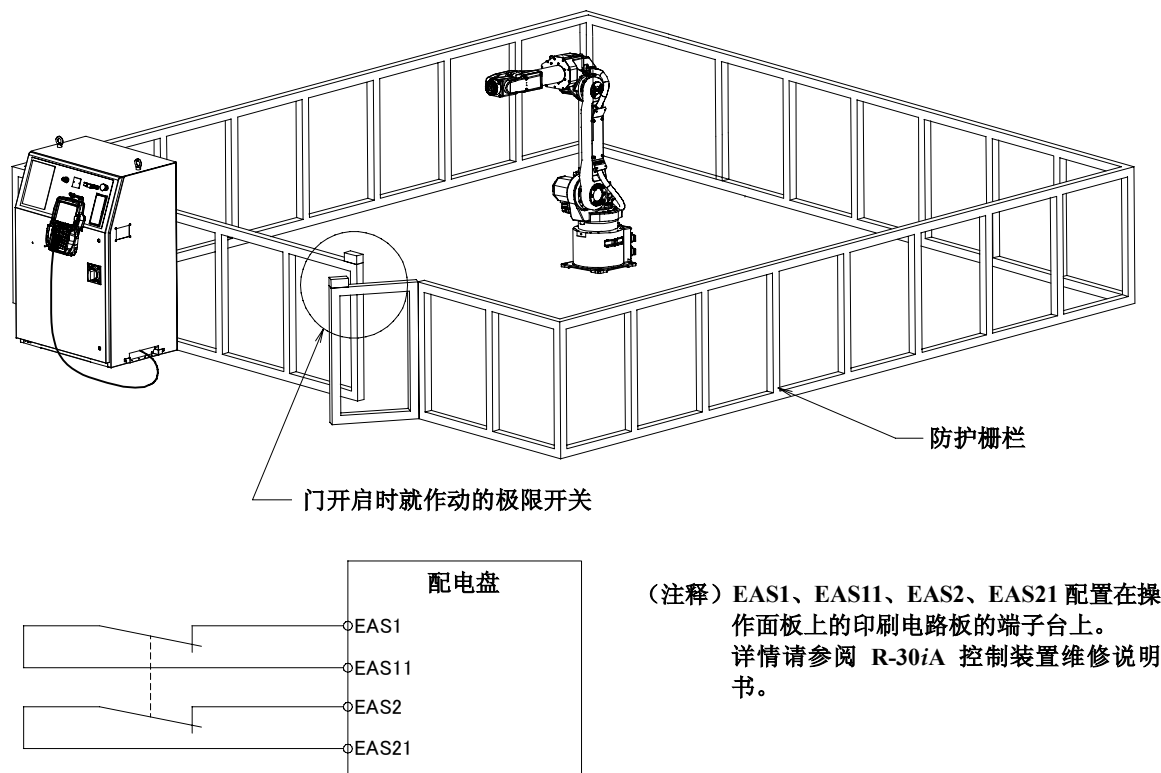 防护栅栏
门开启时就作动的极限开关
配电盘
EAS1
EAS11
EAS2
EAS21
（注释）EAS1、EAS11、EAS2、EAS21 配置在操
作面板上的印刷电路板的端子台上。
详情请参阅 R-30iA 控制装置维修说明
书。